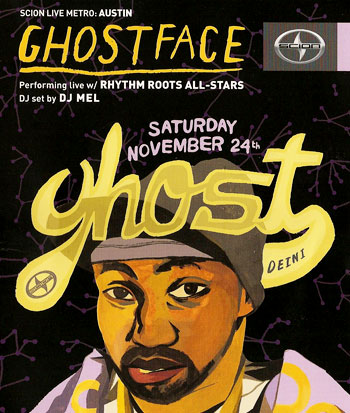 SCION LIVE METRO: AUSTIN
GHOSTFACE
SCION
Performing live w/ RHYTHM ROOTS ALL-STARS
DJ set by DJ MEL
SATURDAY
NOVEMBER 24th
ghost
DEINI